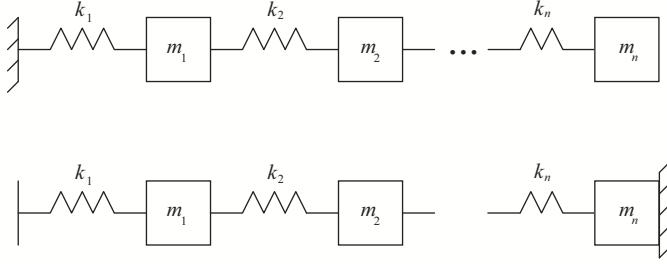 k₁ k₂ kₙ
m₁ m₂ ... mₙ
k₁ k₂ kₙ
m₁ m₂ mₙ